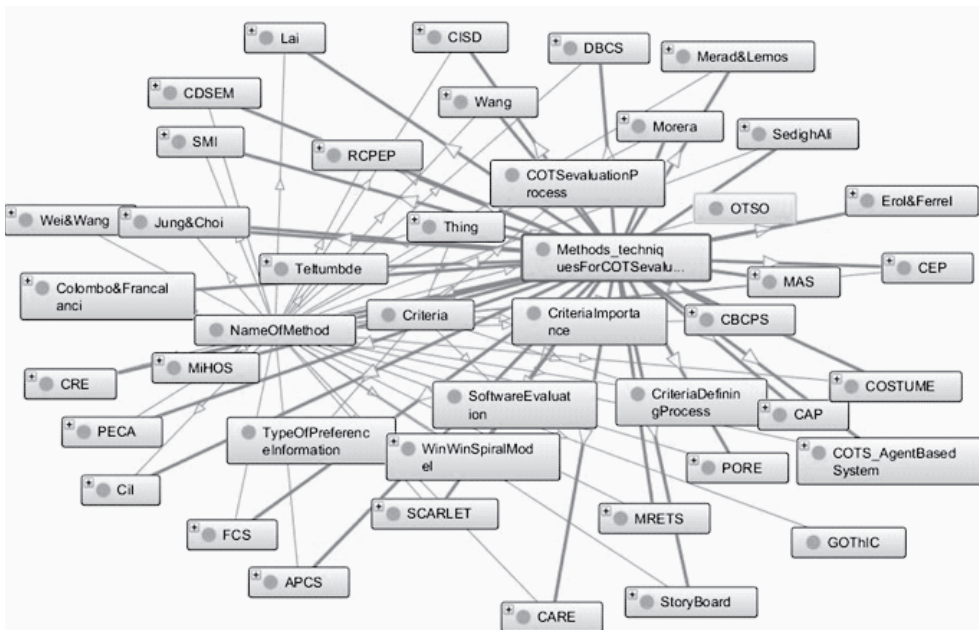 Lai
CISD
DBCS
Merad&Lemos
CDSEM
Wang
Morera
SMI
RCPEP
SedighAli
COTSevaluationP
rocess
Wei&Wang
Jung&Choi
Thing
OTSO
Erol&Ferrel
Teltumbde
Methods_techniq
uesForCOTSevalu...
MAS
CEP
Colombo&Francal
anci
NameOfMethod
Criteria
CriteriaImporta
nce
CBCPS
CRE
MiHOS
SoftwareEvaluat
ion
CriteriaDefinin
gProcess
COSTUME
PECA
TypeOfPreferenc
eInformation
WinWinSpiralMod
el
CAP
COTS_AgentBased
System
Cil
PORE
FCS
SCARLET
MRETS
GOThIC
APCS
CARE
StoryBoard